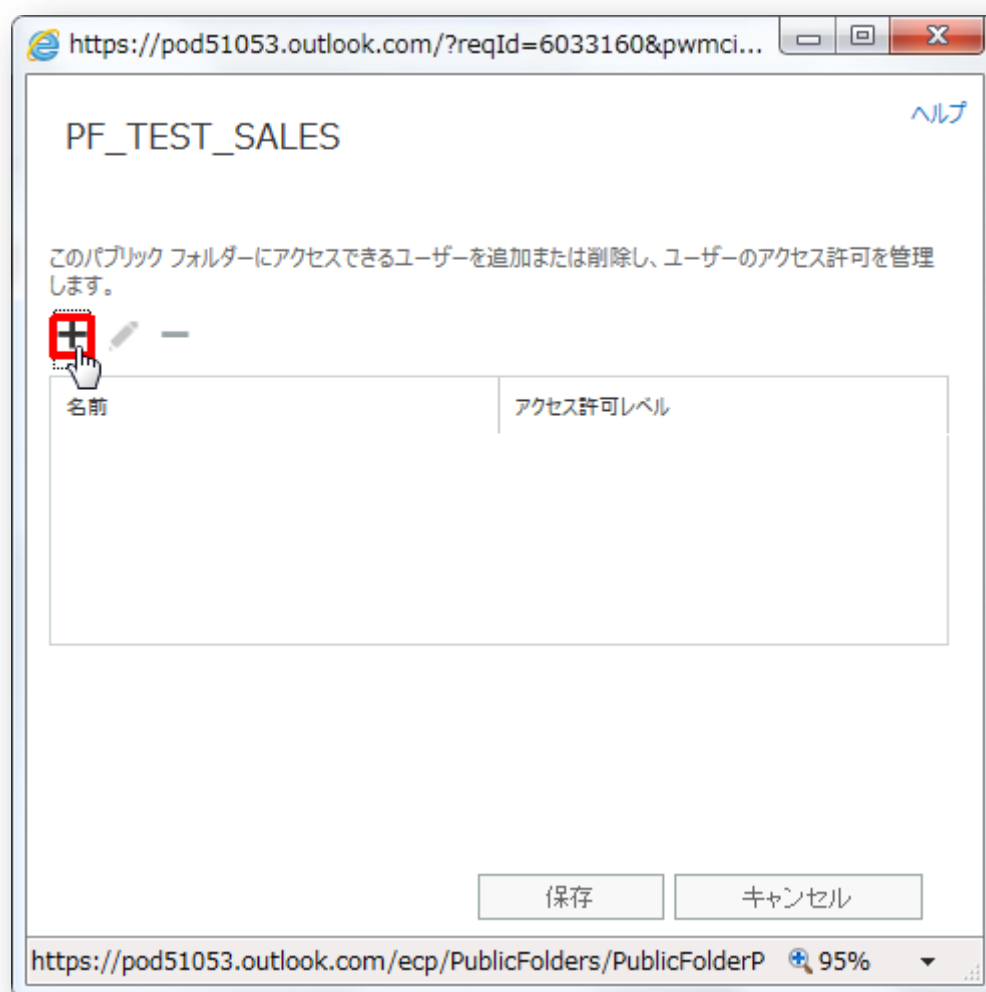 https://pod51053.outlook.com/?reqId=6033160&pwmci...
ヘルプ
PF_TEST_SALES
このパブリック フォルダーにアクセスできるユーザーを追加または削除し、ユーザーのアクセス許可を管理
します。
名前
アクセス許可レベル
保存
キャンセル
https://pod51053.outlook.com/ecp/PublicFolders/PublicFolderP
95%